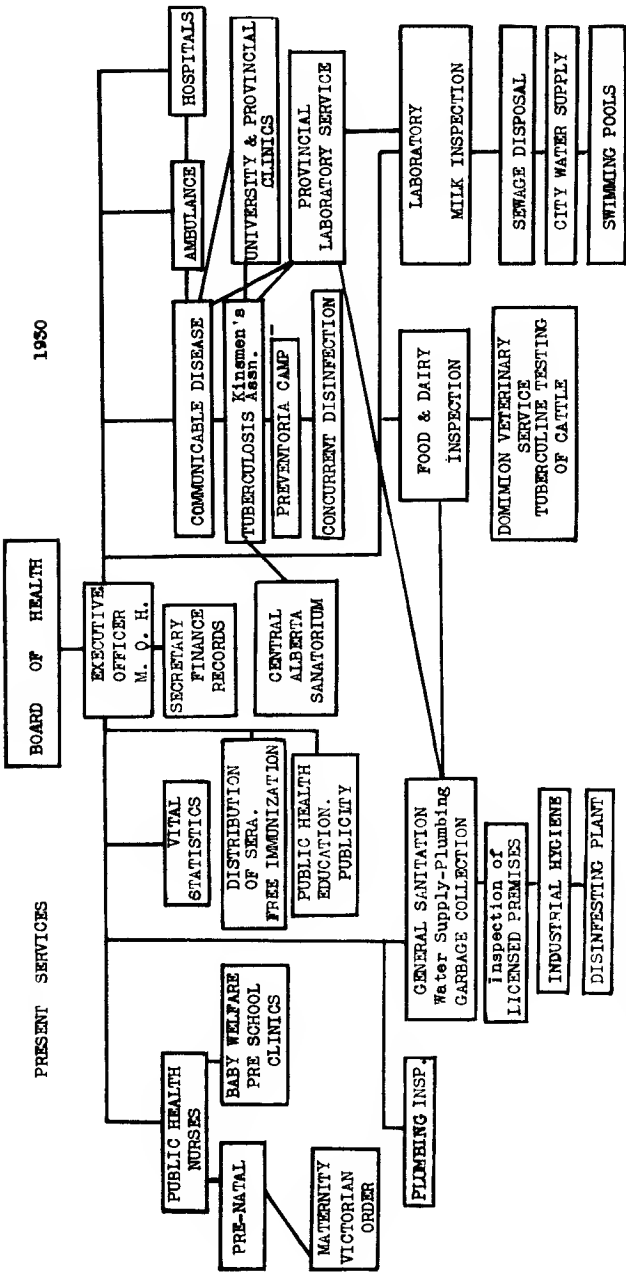 PRESENT SERVICES
1930
BOARD OF HEALTH
EXECUTIVE
OFFICER
M. O. H.
SECRETARY
FINANCE
RECORDS
PUBLIC HEALTH
NURSES
PRE-NATAL
MATERNITY
VICTORIAN
ORDER
BABY WELFARE
PRE SCHOOL
CLINICS
VITAL
STATISTICS
DISTRIBUTION
OF SERA.
FREE IMMUNIZATION
PUBLIC HEALTH
EDUCATION.
PUBLICITY
PLUMBING INSP.
GENERAL SANITATION
Water Supply-Plumbing
GARBAGE COLLECTION
Inspection of
LICENSED PREMISES
INDUSTRIAL HYGIENE
DISINFESTING PLANT
COMMUNICABLE DISEASE
TUBERCULOSIS Kinsmen's
Assn.
PREVENTORIA CAMP
CONCURRENT DISINFECTION
CENTRAL
ALBERTA
SANATORIUM
AMBULANCE
HOSPITALS
UNIVERSITY & PROVINCIAL
CLINICS
PROVINCIAL
LABORATORY SERVICE
FOOD & DAIRY
INSPECTION
DOMIMION VETERINARY
SERVICE
TUBERCULINE TESTING
OF CATTLE
LABORATORY
MILK INSPECTION
SEWAGE DISPOSAL
CITY WATER SUPPLY
SWIMMING POOLS